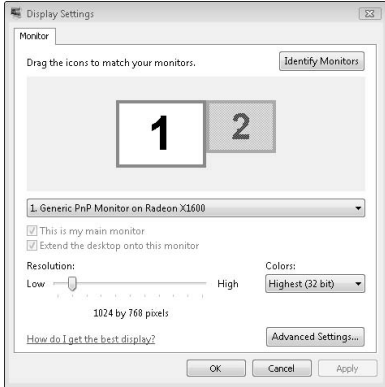 Display Settings
Monitor
Drag the icons to match your monitors.
Identify Monitors
1
2
1. Generic PnP Monitor on Radeon X1600
This is my main monitor
Extend the desktop onto this monitor
Resolution:
Colors:
Low
High
Highest (32 bit)
1024 by 768 pixels
How do I get the best display?
Advanced Settings...
OK
Cancel
Apply